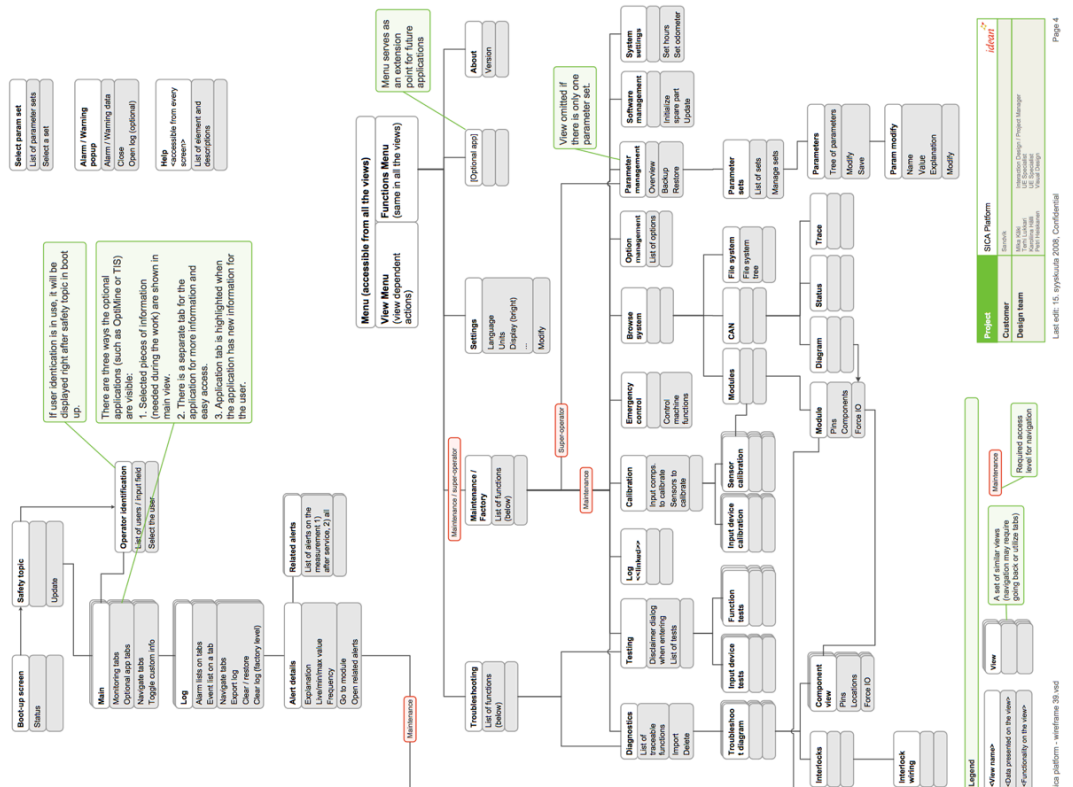 Boot-up screen
Status
Safety topic
Update
Operator identification
List of users / input field
Select the user
If user identication is in use, it will be
displayed right after safety topic in boot
up.
There are three ways the optional
applications (such as OptiMine or TIS)
are visible:
1. Selected pieces of information
(needed during the work) are shown in
main view.
2. There is a separate tab for the
application for more information and
easy access.
3. Application tab is highlighted when
the application has new information for
the user.
Select param set
List of parameter sets
Select a set
Alarm / Warning
popup
Alarm / Warning data
Close
Open log (optional)
Help
<accessible from every
screen>
List of element and
descriptions
Main
Monitoring tabs
Optional app tabs
Navigate tabs
Toggle custom info
Log
Alarm lists on tabs
Event list on a tab
Navigate tabs
Export log
Clear / restore
Clear log (factory level)
Alert details
Explanation
Live/min/max value
Frequency
Go to module
Open related alerts
Related alerts
List of alerts on the
measurement 1)
after service, 2) all
Maintenance
Menu (accessible from all the views)
View Menu
(view dependent
actions)
Functions Menu
(same in all the views)
Menu serves as
an extension
point for future
applications
Maintenance / super-operator
Troubleshooting
List of functions
(below)
Maintenance /
Factory
List of functions
(below)
Settings
Language
Units
Display (bright)
...
Modify
[Optional app]
About
Version
Super-operator
Maintenance
View omitted if
there is only one
parameter set.
Diagnostics
List of
traceable
functions
Import
Delete
Testing
Disclaimer dialog
when entering
List of tests
Log
<<linked>>
Calibration
Input comps.
to calibrate
Sensors to
calibrate
Emergency
control
Control
machine
functions
Browse
system
Option
management
List of options
Parameter
management
Overview
Backup
Restore
Software
management
Initialize
spare part
Update
System
settings
Set hours
Set odometer
Troubleshoo
t diagram
Input device
tests
Function
tests
Input device
calibration
Sensor
calibration
Modules
CAN
File system
File system
tree
Parameter
sets
List of sets
Manage sets
Parameters
Tree of parameters
Modify
Save
Interlocks
Component
view
Pins
Locations
Force IO
Module
Pins
Components
Force IO
Diagram
Status
Trace
Param modify
Name
Value
Explanation
Modify
Interlock
wiring
Legend
<View name>
<Data presented on the view>
<Functionality on the view>
View
A set of similar views
(navigation may require
going back or utilize tabs)
Maintenance
Required access
level for navigation
Project
SICA Platform
idean
Customer
Sandvik
Design team
Interaction Design / Project Manager
UE Specialist
UE Specialist
Visual Design
ica platform - wireframe 39.vsd
Last edit: 15. syyskuuta 2008, Confidential
Page 4